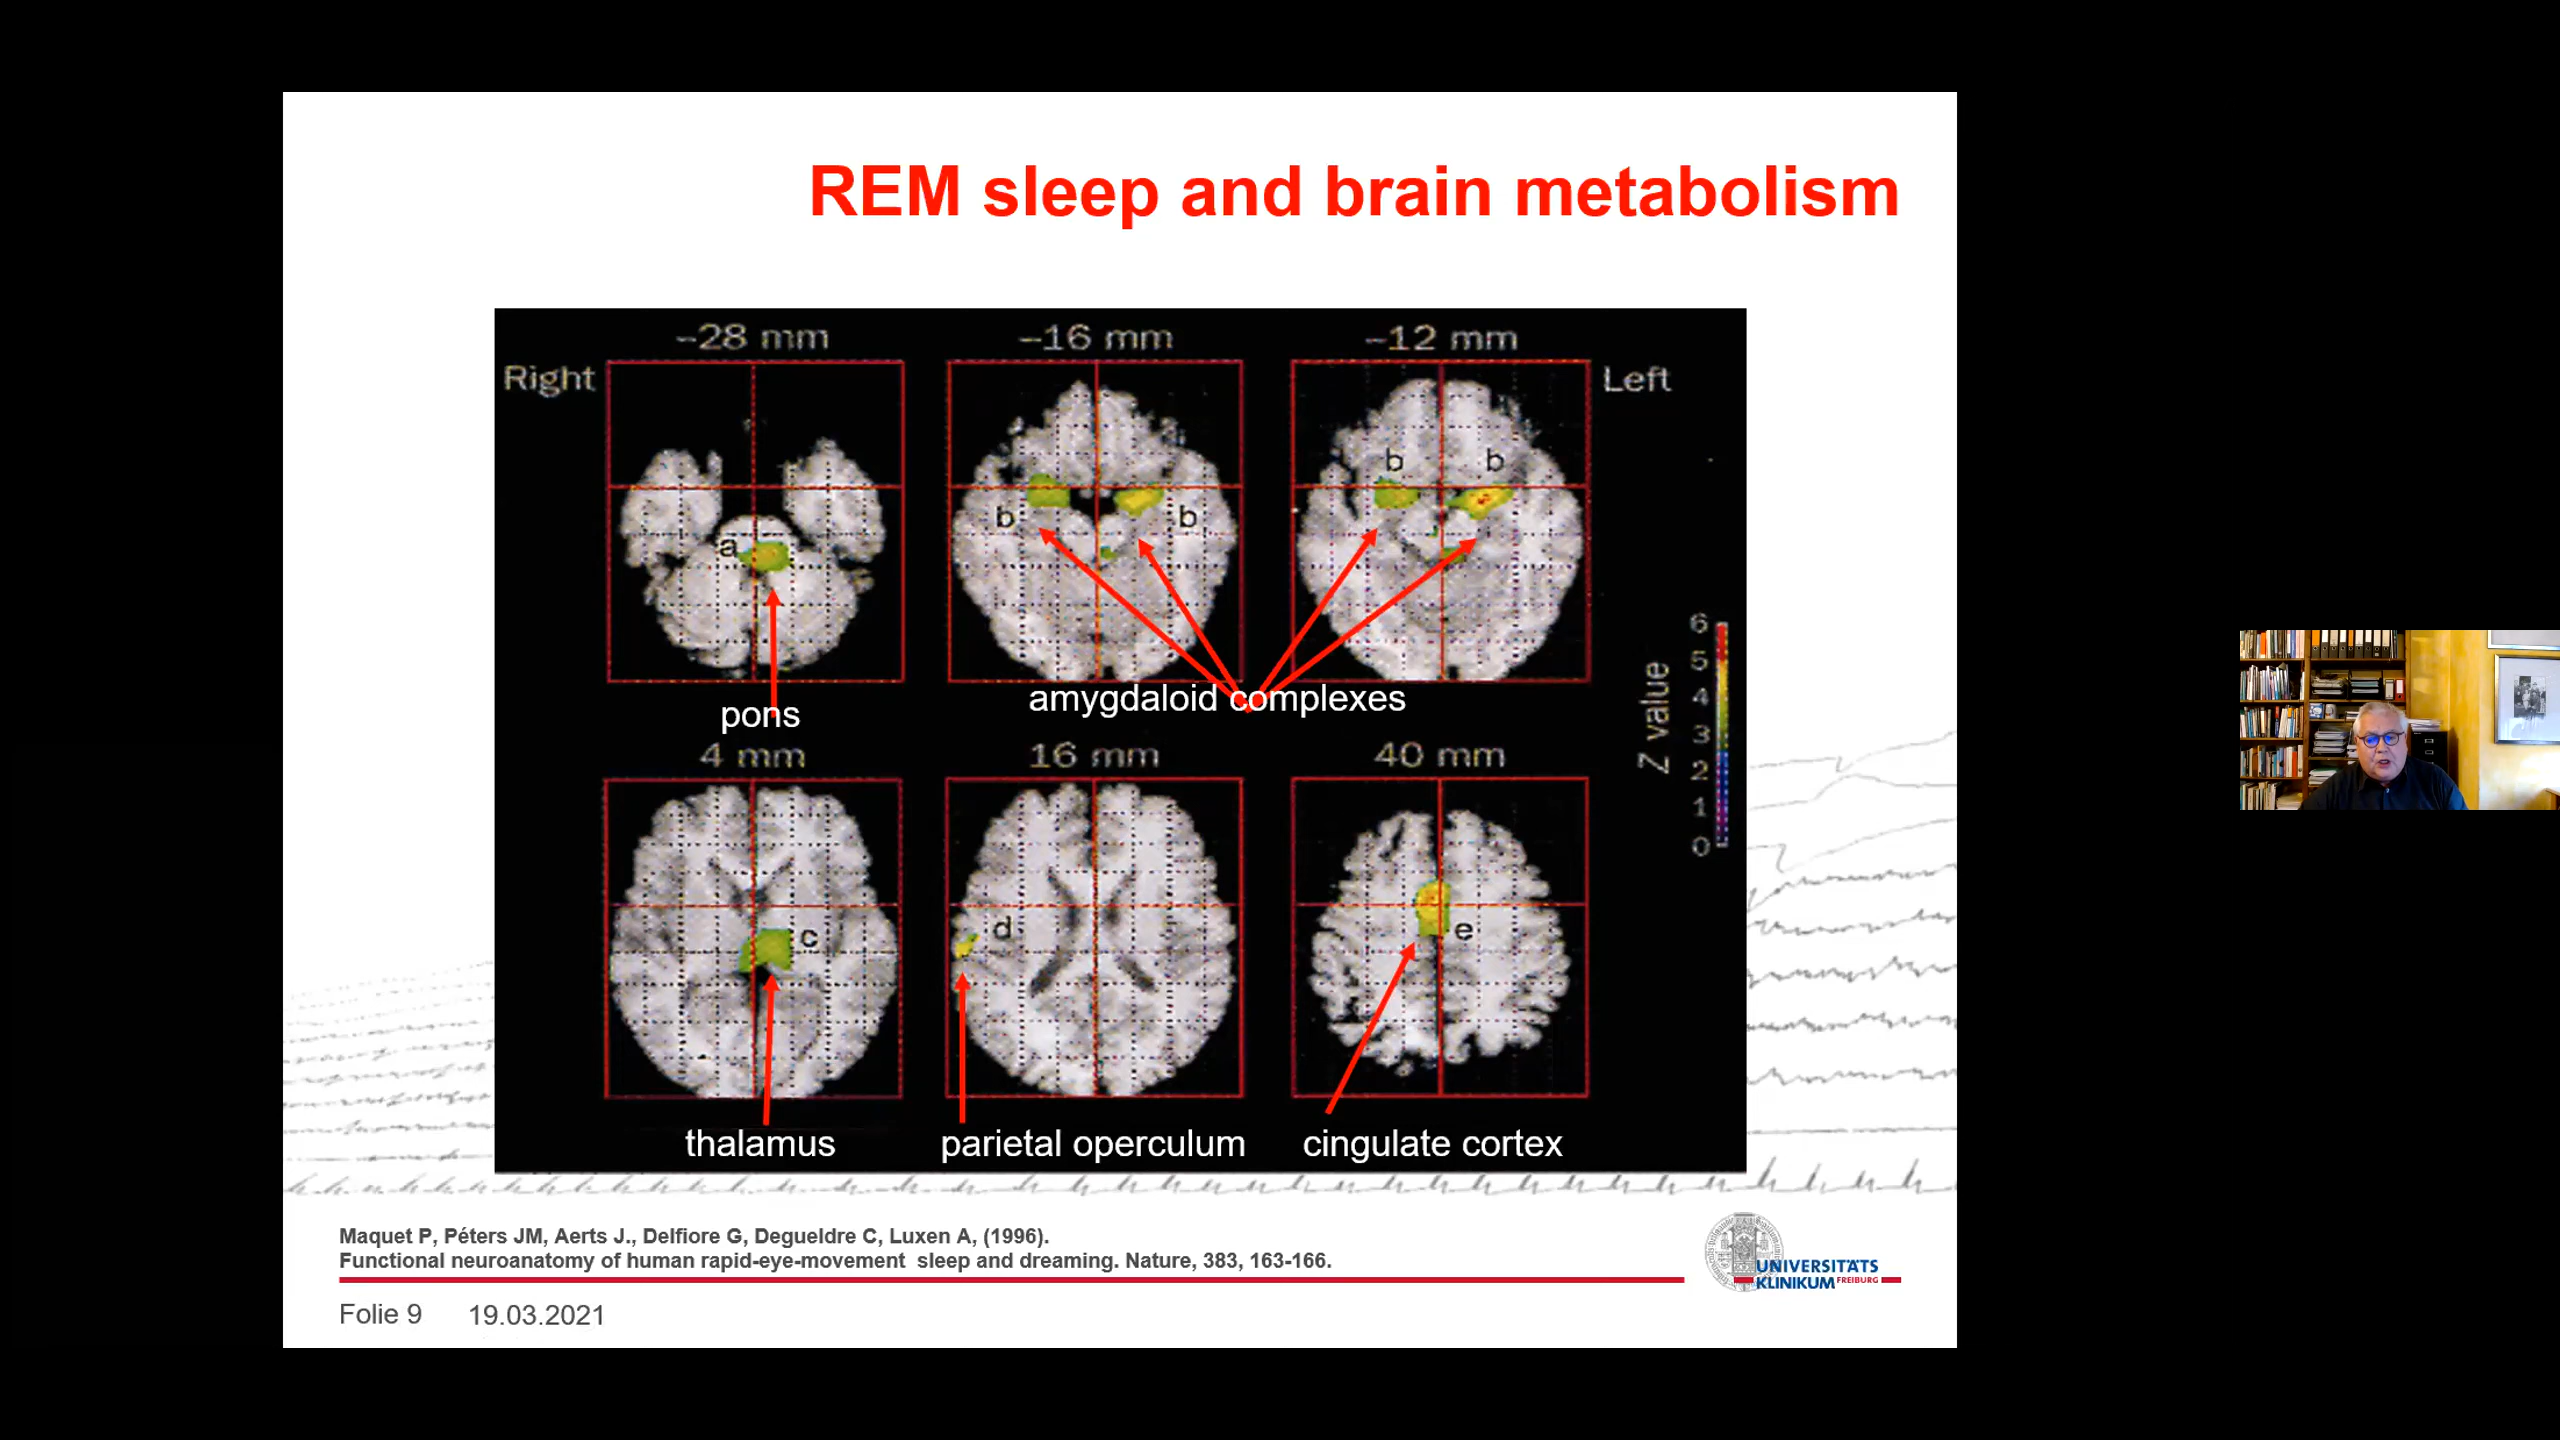 REM sleep and brain metabolism
-28 mm
-16 mm
-12 mm
Right
Left
b
b
b
b
a
pons
amygdaloid complexes
Z value
6
5
4
3
2
1
0
4 mm
16 mm
40 mm
c
d
e
thalamus
parietal operculum
cingulate cortex
Maquet P, Péters JM, Aerts J., Delfiore G, Degueldre C, Luxen A, (1996).
Functional neuroanatomy of human rapid-eye-movement sleep and dreaming. Nature, 383, 163-166.
UNIVERSITÄTS
KLINIKUM FREIBURG
Folie 9 19.03.2021